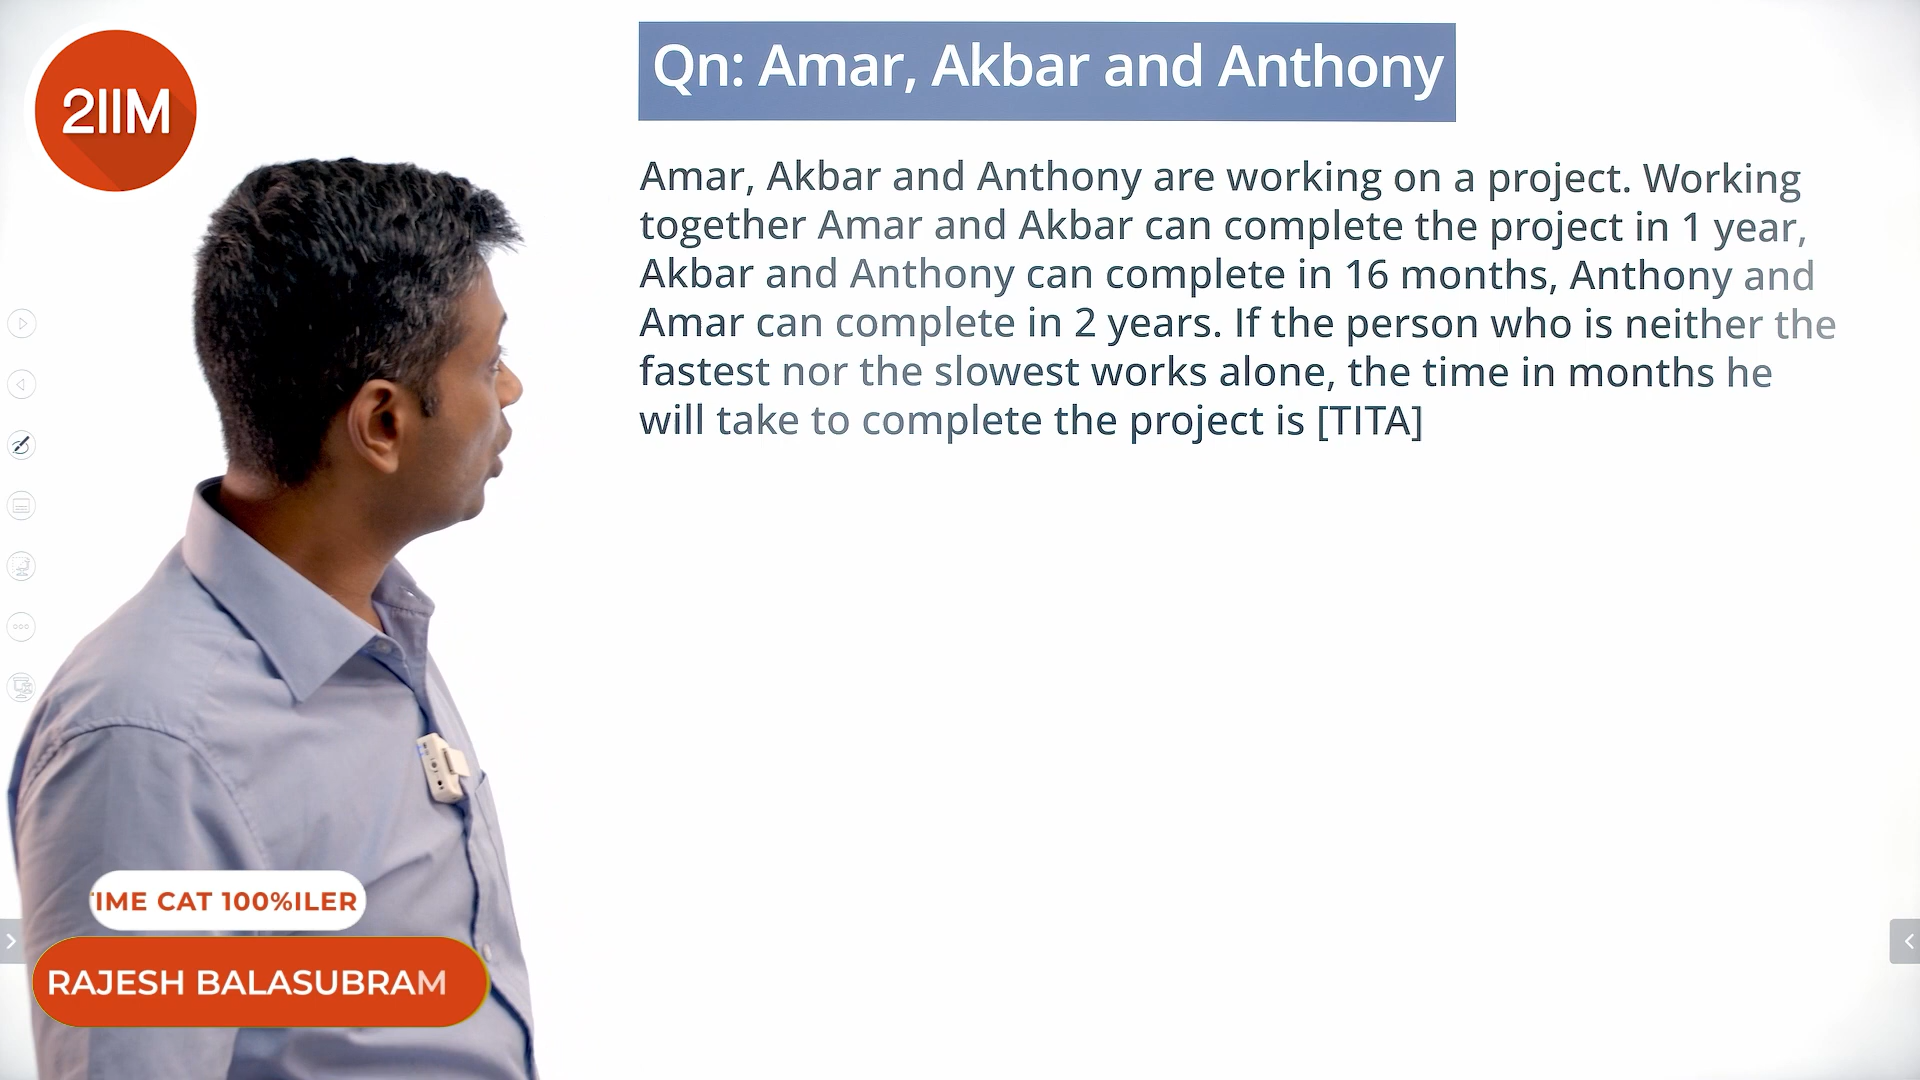 2IIM
Qn: Amar, Akbar and Anthony
Amar, Akbar and Anthony are working on a project. Working
together Amar and Akbar can complete the project in 1 year,
Akbar and Anthony can complete in 16 months, Anthony and
Amar can complete in 2 years. If the person who is neither the
fastest nor the slowest works alone, the time in months he
will take to complete the project is [TITA]
IME CAT 100%ILER
RAJESH BALASUBRAM